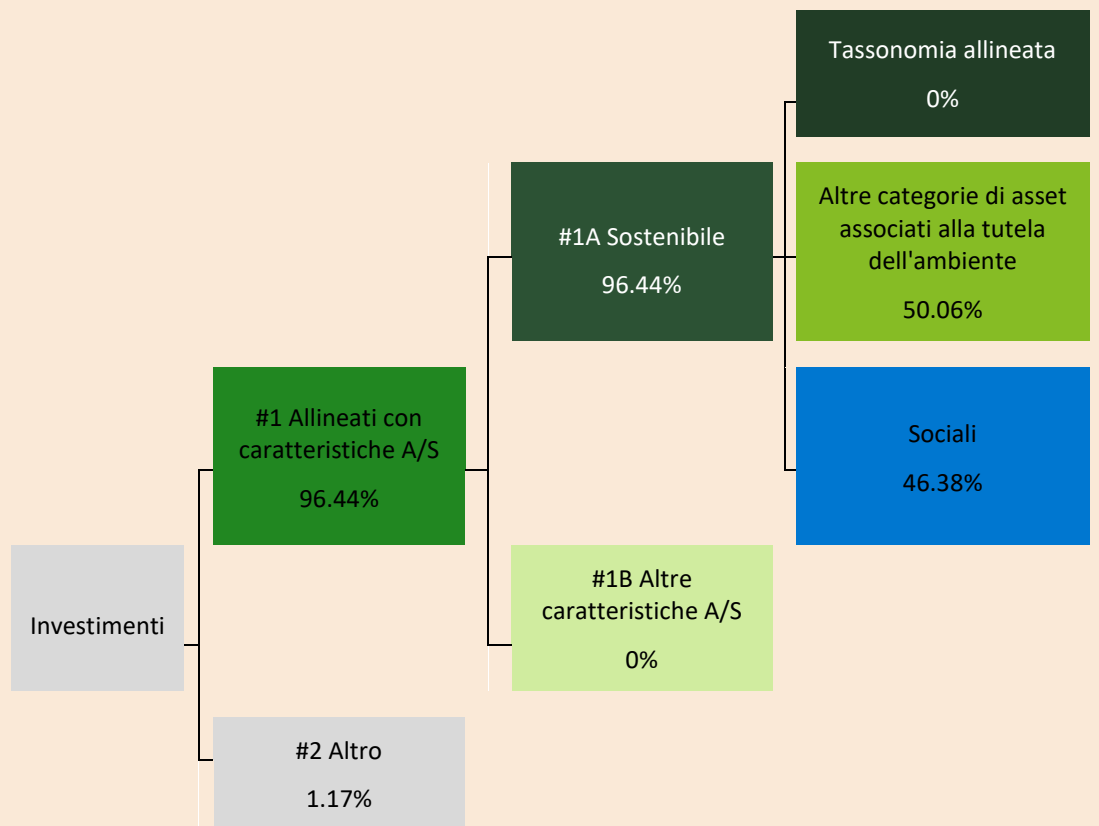 Tassonomia allineata
0%
Altre categorie di asset
associati alla tutela
dell'ambiente
50.06%
#1A Sostenibile
96.44%
#1 Allineati con
caratteristiche A/S
96.44%
Sociali
46.38%
#1B Altre
caratteristiche A/S
0%
Investimenti
#2 Altro
1.17%